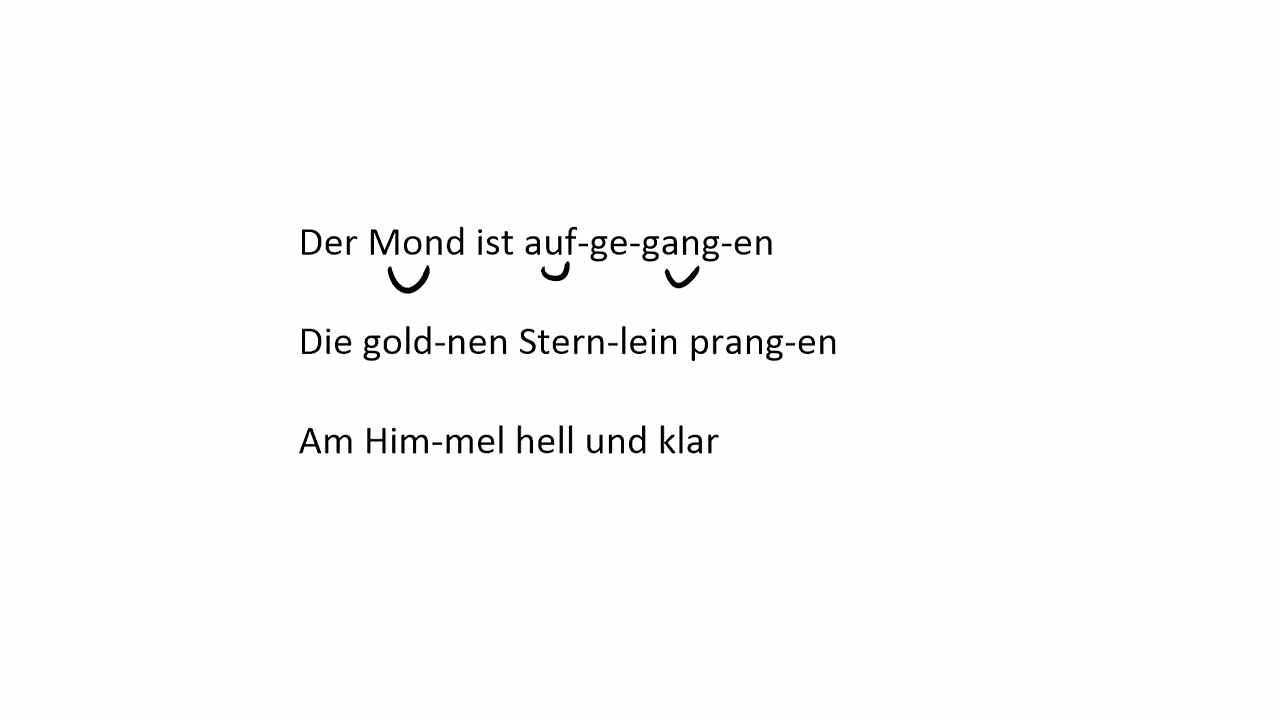 Der Mond ist auf-ge-gang-en
Die gold-nen Stern-lein prang-en
Am Him-mel hell und klar